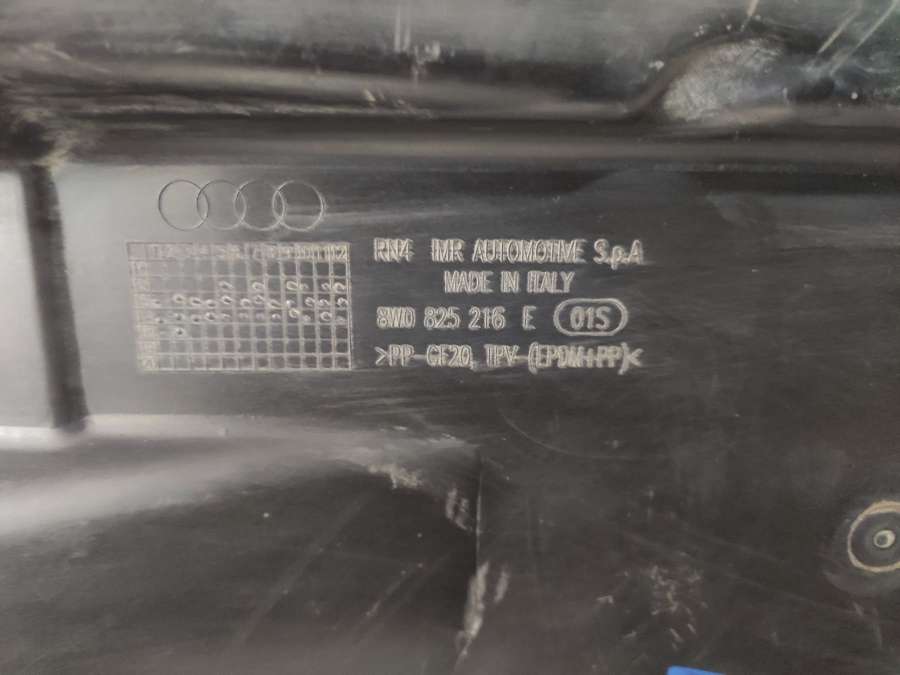 RN4 IMR AUTOMOTIVE S.p.A
MADE IN ITALY
8W0 825 216 E 01S
>PP-GF20, TPV-(EPDM+PP)<